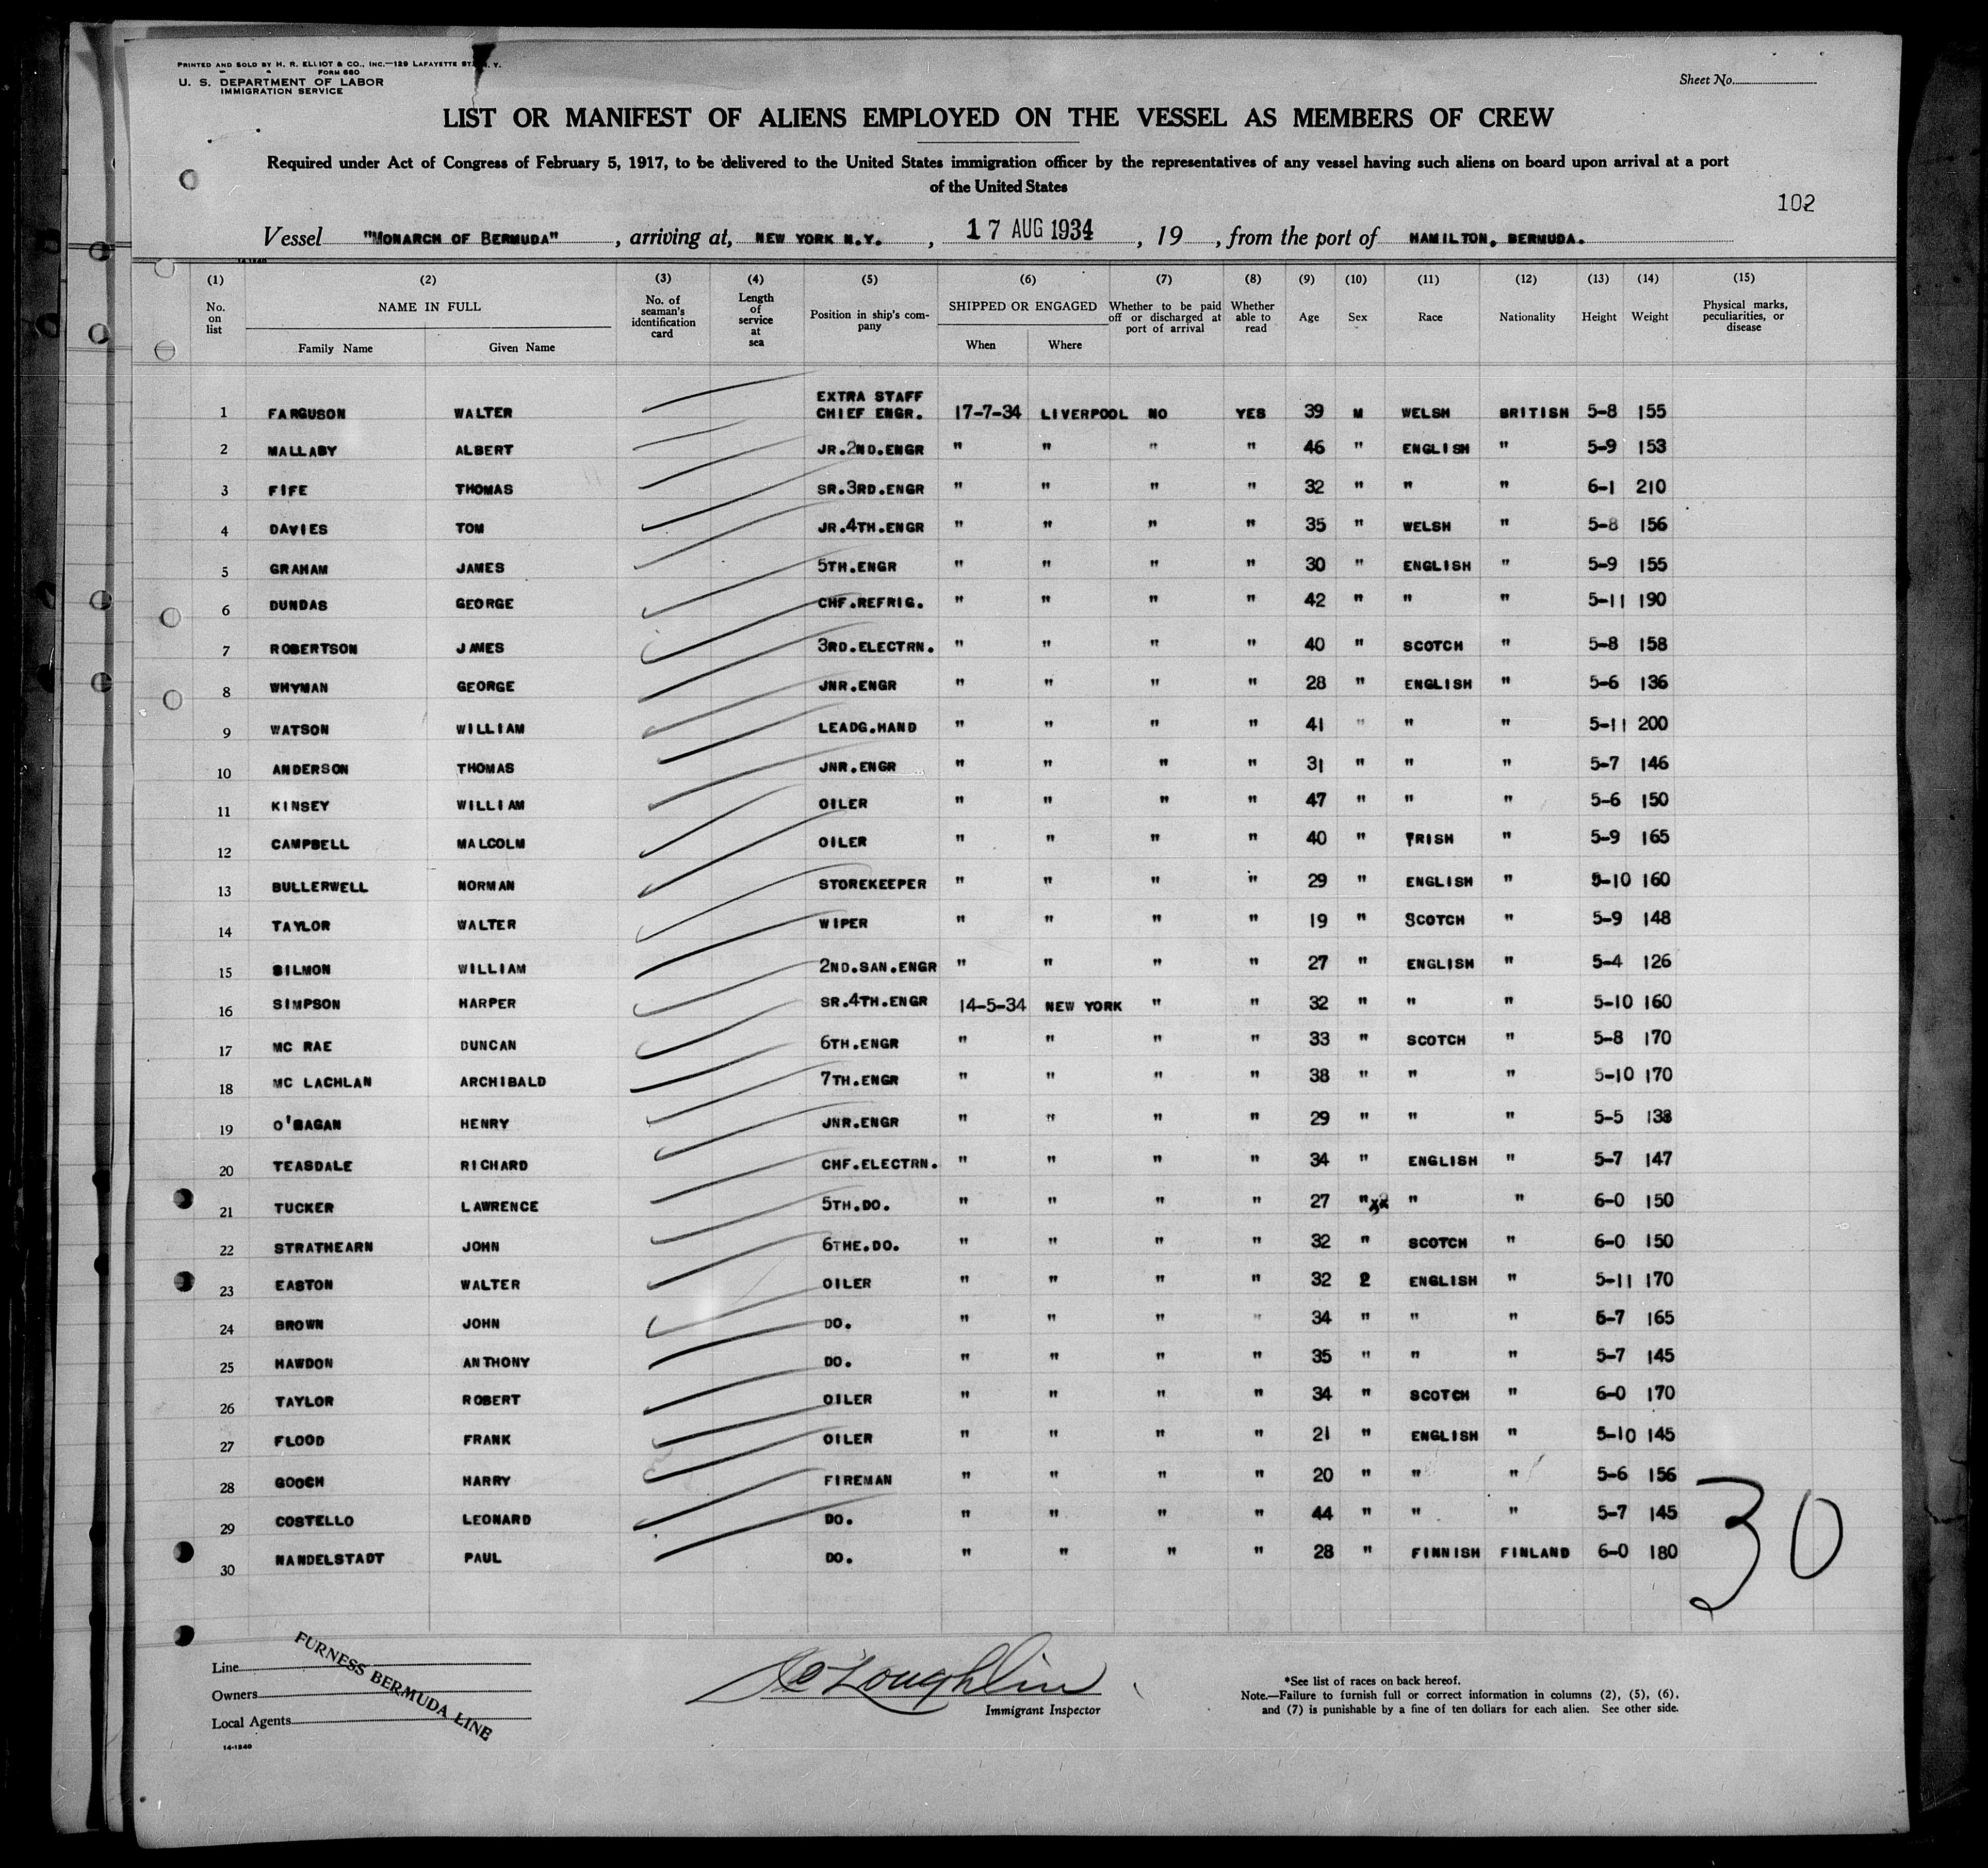 PRINTED AND SOLD BY H. R. ELLIOT & CO., INC.—129 LAFAYETTE ST., N. Y.
FORM 680
U. S. DEPARTMENT OF LABOR
IMMIGRATION SERVICE
Sheet No.
LIST OR MANIFEST OF ALIENS EMPLOYED ON THE VESSEL AS MEMBERS OF CREW
Required under Act of Congress of February 5, 1917, to be delivered to the United States immigration officer by the representatives of any vessel having such aliens on board upon arrival at a port
of the United States
102
Vessel "MONARCH OF BERMUDA", arriving at, NEW YORK N.Y., 17 AUG 1934, 19, from the port of HAMILTON, BERMUDA.
14-1240
(1) (2) (3) (4) (5) (6) (7) (8) (9) (10) (11) (12) (13) (14) (15)
No. on list NAME IN FULL Family Name Given Name No. of seaman's identification card Length of service at sea Position in ship's company SHIPPED OR ENGAGED When Where Whether to be paid off or discharged at port of arrival Whether able to read Age Sex Race Nationality Height Weight Physical marks, peculiarities, or disease
1 FARGUSON WALTER EXTRA STAFF CHIEF ENGR. 17-7-34 LIVERPOOL NO YES 39 M WELSH BRITISH 5-8 155
2 MALLABY ALBERT JR.2ND.ENGR " " " " 46 " ENGLISH " 5-9 153
3 FIFE THOMAS SR.3RD.ENGR " " " " 32 " " " 6-1 210
4 DAVIES TOM JR.4TH.ENGR " " " " 35 " WELSH " 5-8 156
5 GRAHAM JAMES 5TH.ENGR " " " " 30 " ENGLISH " 5-9 155
6 DUNDAS GEORGE CHF.REFRIG. " " " " 42 " " " 5-11 190
7 ROBERTSON JAMES 3RD.ELECTRN. " " " " 40 " SCOTCH " 5-8 158
8 WHYMAN GEORGE JNR.ENGR " " " " 28 " ENGLISH " 5-6 136
9 WATSON WILLIAM LEADG.HAND " " " " 41 " " " 5-11 200
10 ANDERSON THOMAS JNR.ENGR " " " " 31 " " " 5-7 146
11 KINSEY WILLIAM OILER " " " " 47 " " " 5-6 150
12 CAMPBELL MALCOLM OILER " " " " 40 " IRISH " 5-9 165
13 BULLERWELL NORMAN STOREKEEPER " " " " 29 " ENGLISH " 5-10 160
14 TAYLOR WALTER WIPER " " " " 19 " SCOTCH " 5-9 148
15 SILMON WILLIAM 2ND.SAN.ENGR " " " " 27 " ENGLISH " 5-4 126
16 SIMPSON HARPER SR.4TH.ENGR 14-5-34 NEW YORK " " 32 " " " 5-10 160
17 MC RAE DUNCAN 6TH.ENGR " " " " 33 " SCOTCH " 5-8 170
18 MC LACHLAN ARCHIBALD 7TH.ENGR " " " " 38 " " " 5-10 170
19 HENRY JNR.ENGR " " " " 29 " " " 5-5 138
20 TEASDALE RICHARD CHF.ELECTRN. " " " " 34 " ENGLISH " 5-7 147
21 TUCKER LAWRENCE 5TH.DO. " " " " 27 "xx " " 6-0 150
22 STRATHEARN JOHN 6THE.DO. " " " " 32 " SCOTCH " 6-0 150
23 EASTON WALTER OILER " " " " 32 2 ENGLISH " 5-11 170
24 BROWN JOHN DO. " " " " 34 " " " 5-7 165
25 HAWDON ANTHONY DO. " " " " 35 " " " 5-7 145
26 TAYLOR ROBERT OILER " " " " 34 " SCOTCH " 6-0 170
27 FLOOD FRANK OILER " " " " 21 " ENGLISH " 5-10 145
28 GOOCH HARRY FIREMAN " " " " 20 " " " 5-6 156
29 COSTELLO LEONARD DO. " " " " 44 " " " 5-7 145
30 NANDELSTADT PAUL DO. " " " " 28 " FINNISH FINLAND 6-0 180
30
Line
Owners
Local Agents
FURNESS BERMUDA LINE
14-1240
McLoughlin
Immigrant Inspector
*See list of races on back hereof.
Note.—Failure to furnish full or correct information in columns (2), (5), (6),
and (7) is punishable by a fine of ten dollars for each alien. See other side.